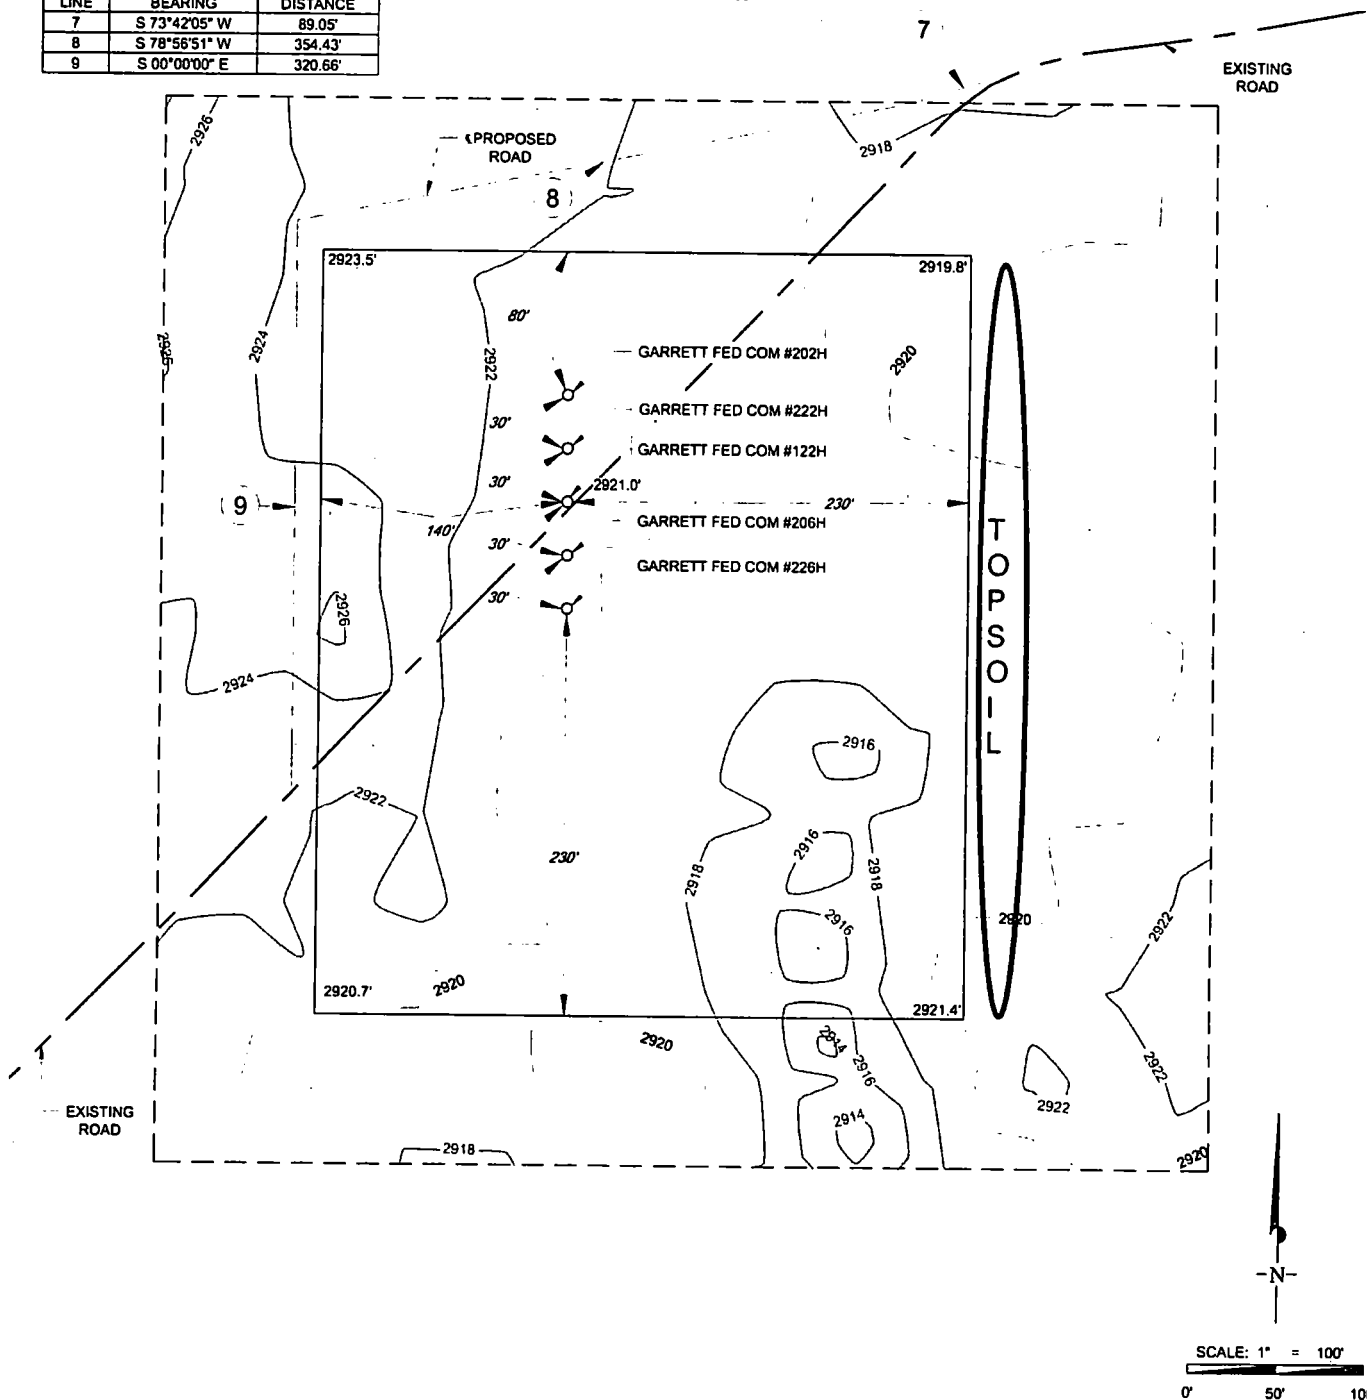 LINE BEARING DISTANCE
7 S 73°42'05" W 89.05'
8 S 78°56'51" W 354.43'
9 S 00°00'00" E 320.66'
7
EXISTING
ROAD
2926
PROPOSED
ROAD
2918
8
2923.5'
2919.8'
80'
2924
2922
GARRETT FED COM #202H
2920
30'
GARRETT FED COM #222H
GARRETT FED COM #122H
30'
2921.0'
9
230'
140'
GARRETT FED COM #206H
30'
GARRETT FED COM #226H
30'
2926
TOPSOIL
2924
2916
2922
2916
230'
2918
2918
2916
2920
2922
2920.7'
2920
2921.4'
2914
2920
2916
2922
2922
EXISTING
ROAD
2914
2918
2920
-N-
SCALE: 1" = 100'
0' 50'